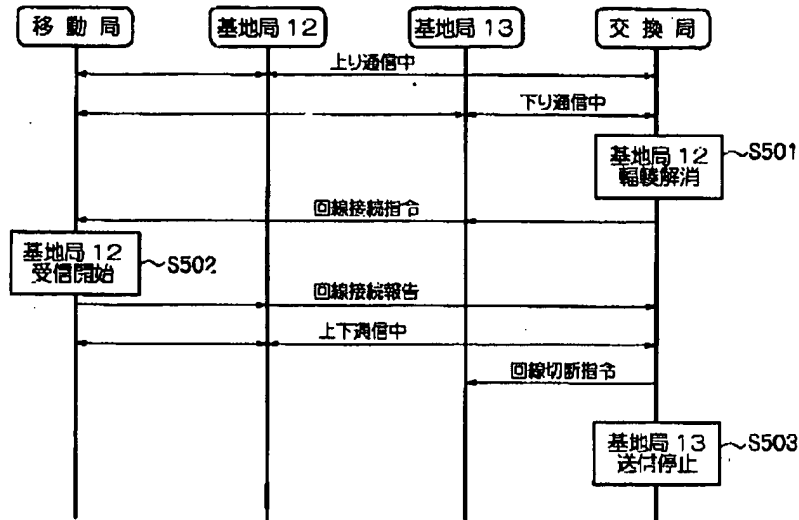 移動局
基地局12
基地局13
交換局
上り通信中
下り通信中
基地局12
輻輳解消
S501
回線接続指令
基地局12
受信開始
S502
回線接続報告
上下通信中
回線切断指令
基地局13
送付停止
S503